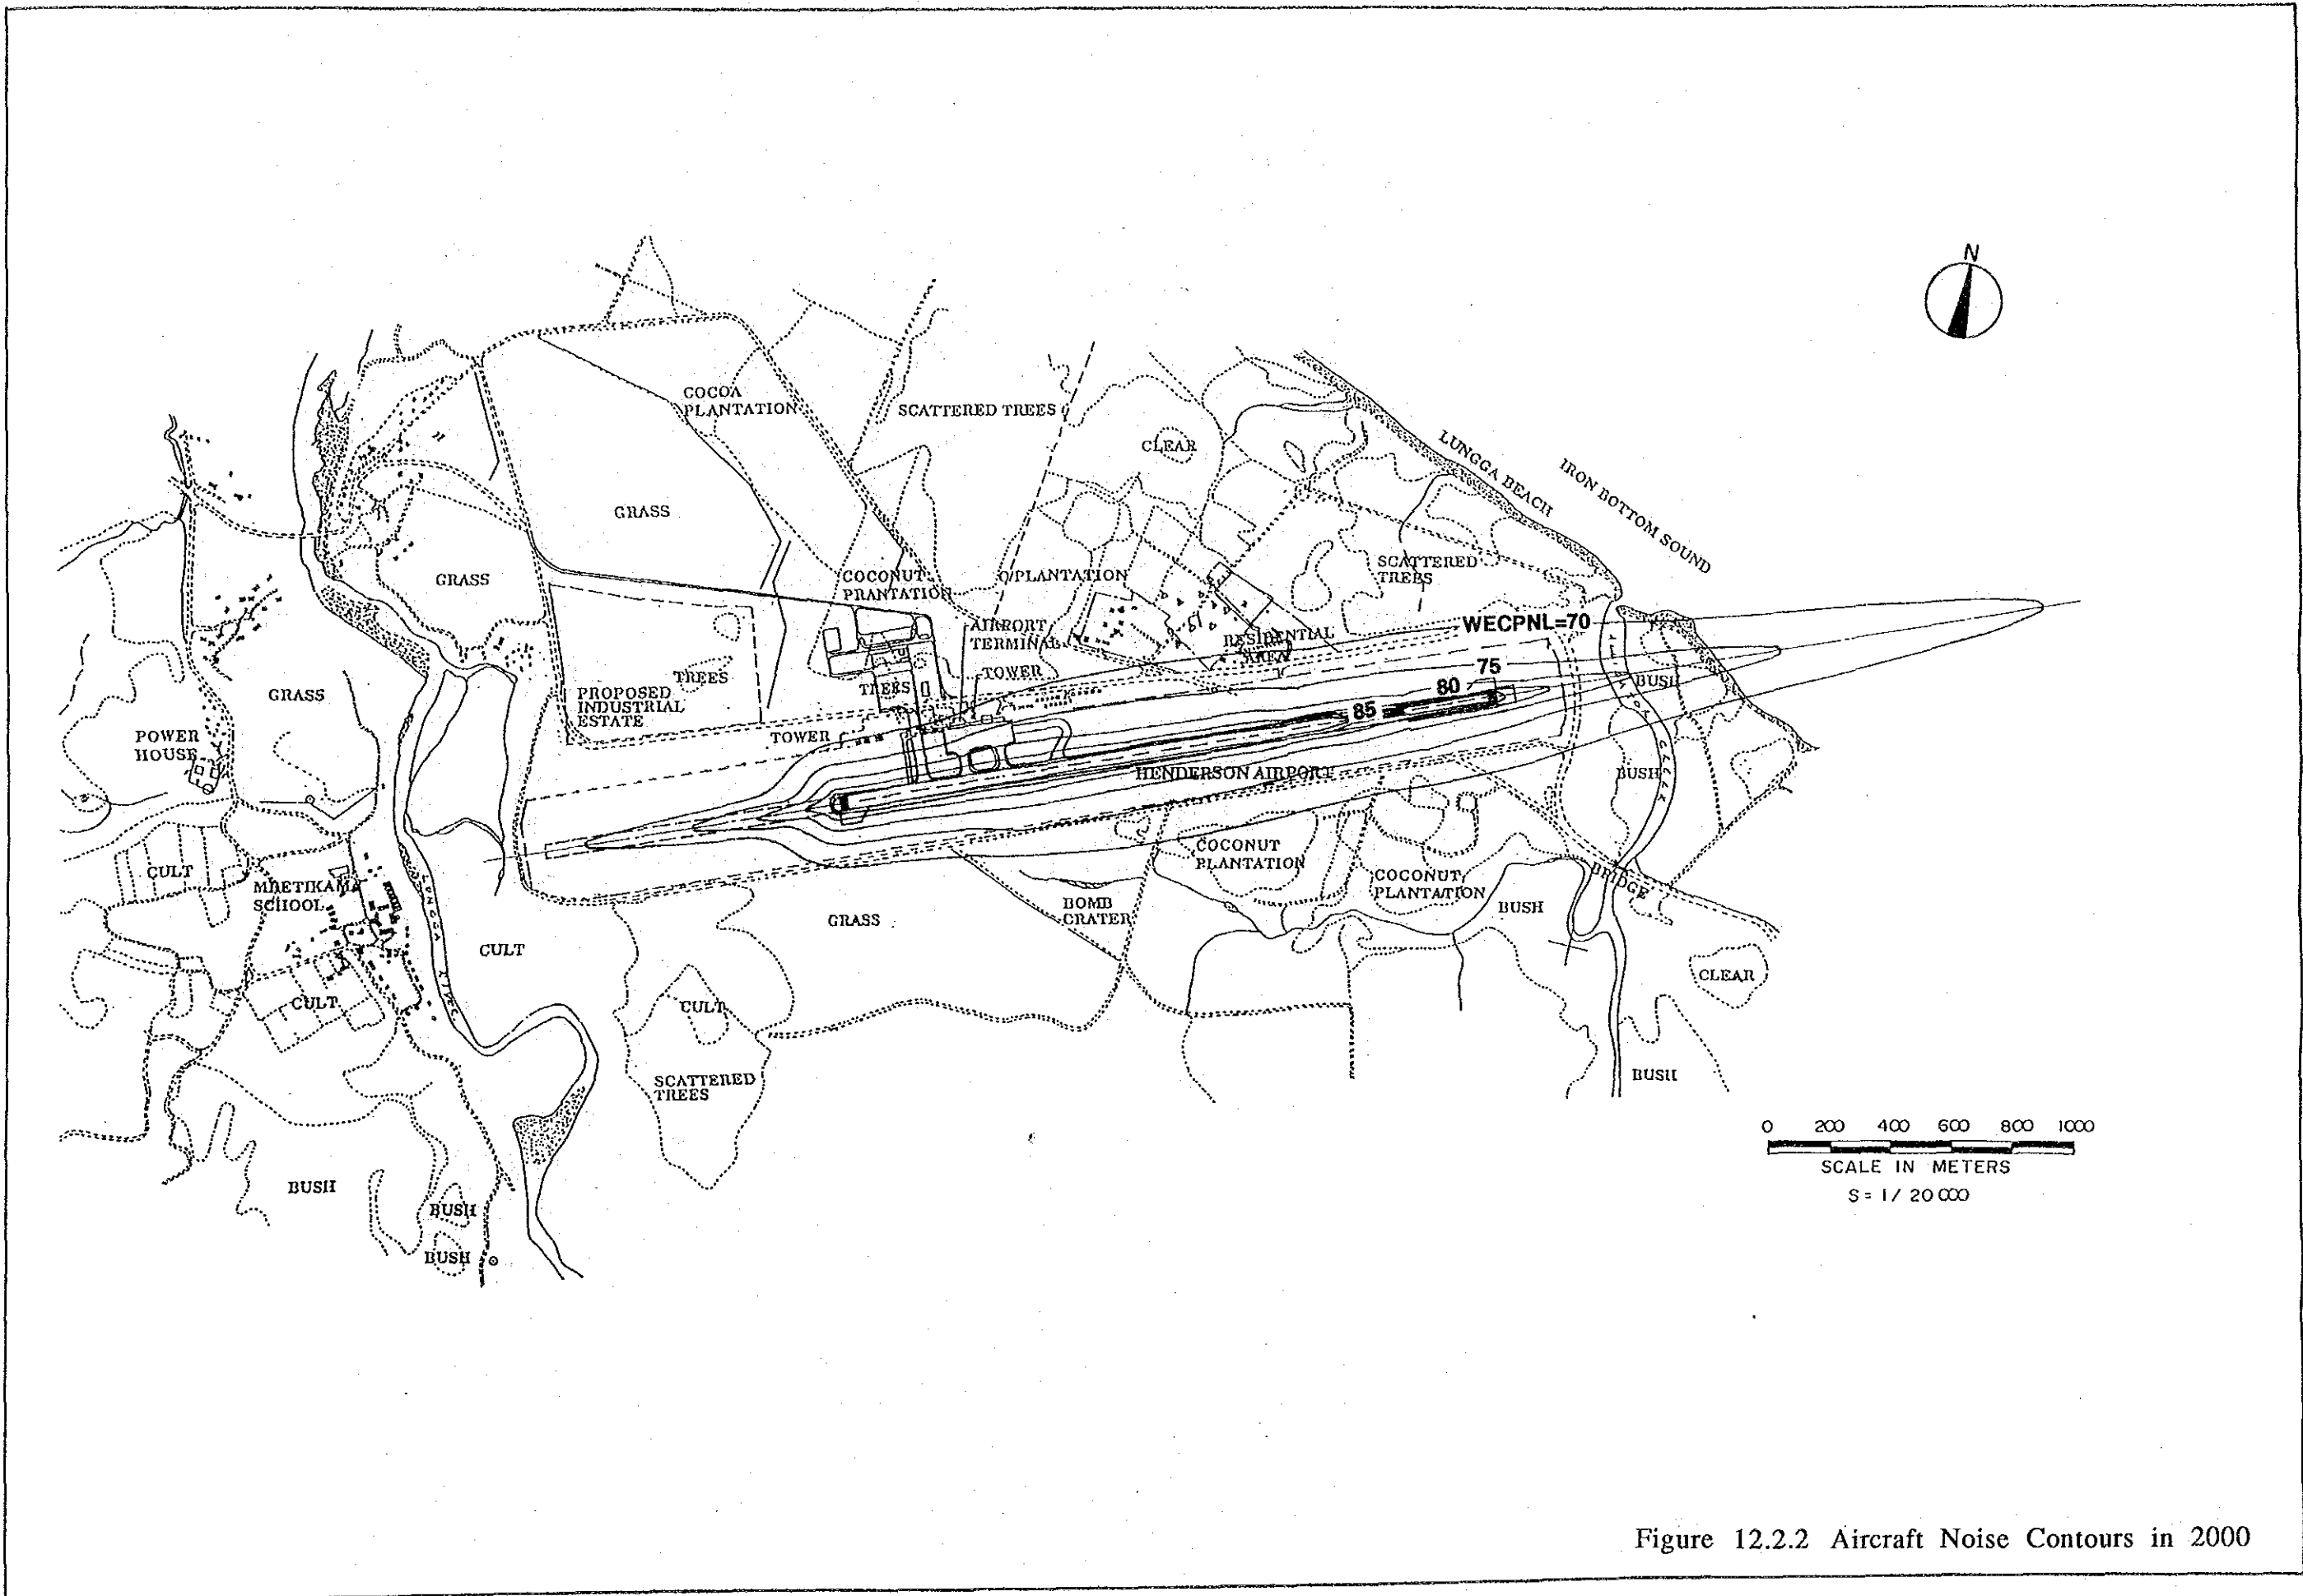 N
COCOA
PLANTATION
SCATTERED TREES
CLEAR
LUNGGA BEACH
IRON BOTTOM SOUND
GRASS
GRASS
COCONUT
PRANTATION
PLANTATION
SCATTERED
TREES
AIRPORT
TERMINAL
RESIDENTIAL
AREA
WECPNL=70
TOWER
75
TREES
TREES
80
BUSH
GRASS
PROPOSED
INDUSTRIAL
ESTATE
85
POWER
HOUSE
TOWER
HENDERSON AIRPORT
BUSH
COCONUT
PLANTATION
CULT
COCONUT
PLANTATION
BRIDGE
SCHOOL
LUNGGA RIVER
BOMB
CRATER
BUSH
GRASS
CULT
CLEAR
CULT
CULT
SCATTERED
TREES
BUSH
0 200 400 600 800 1000
SCALE IN METERS
S = 1 / 20 000
BUSH
BUSH
BUSH
Figure 12.2.2 Aircraft Noise Contours in 2000